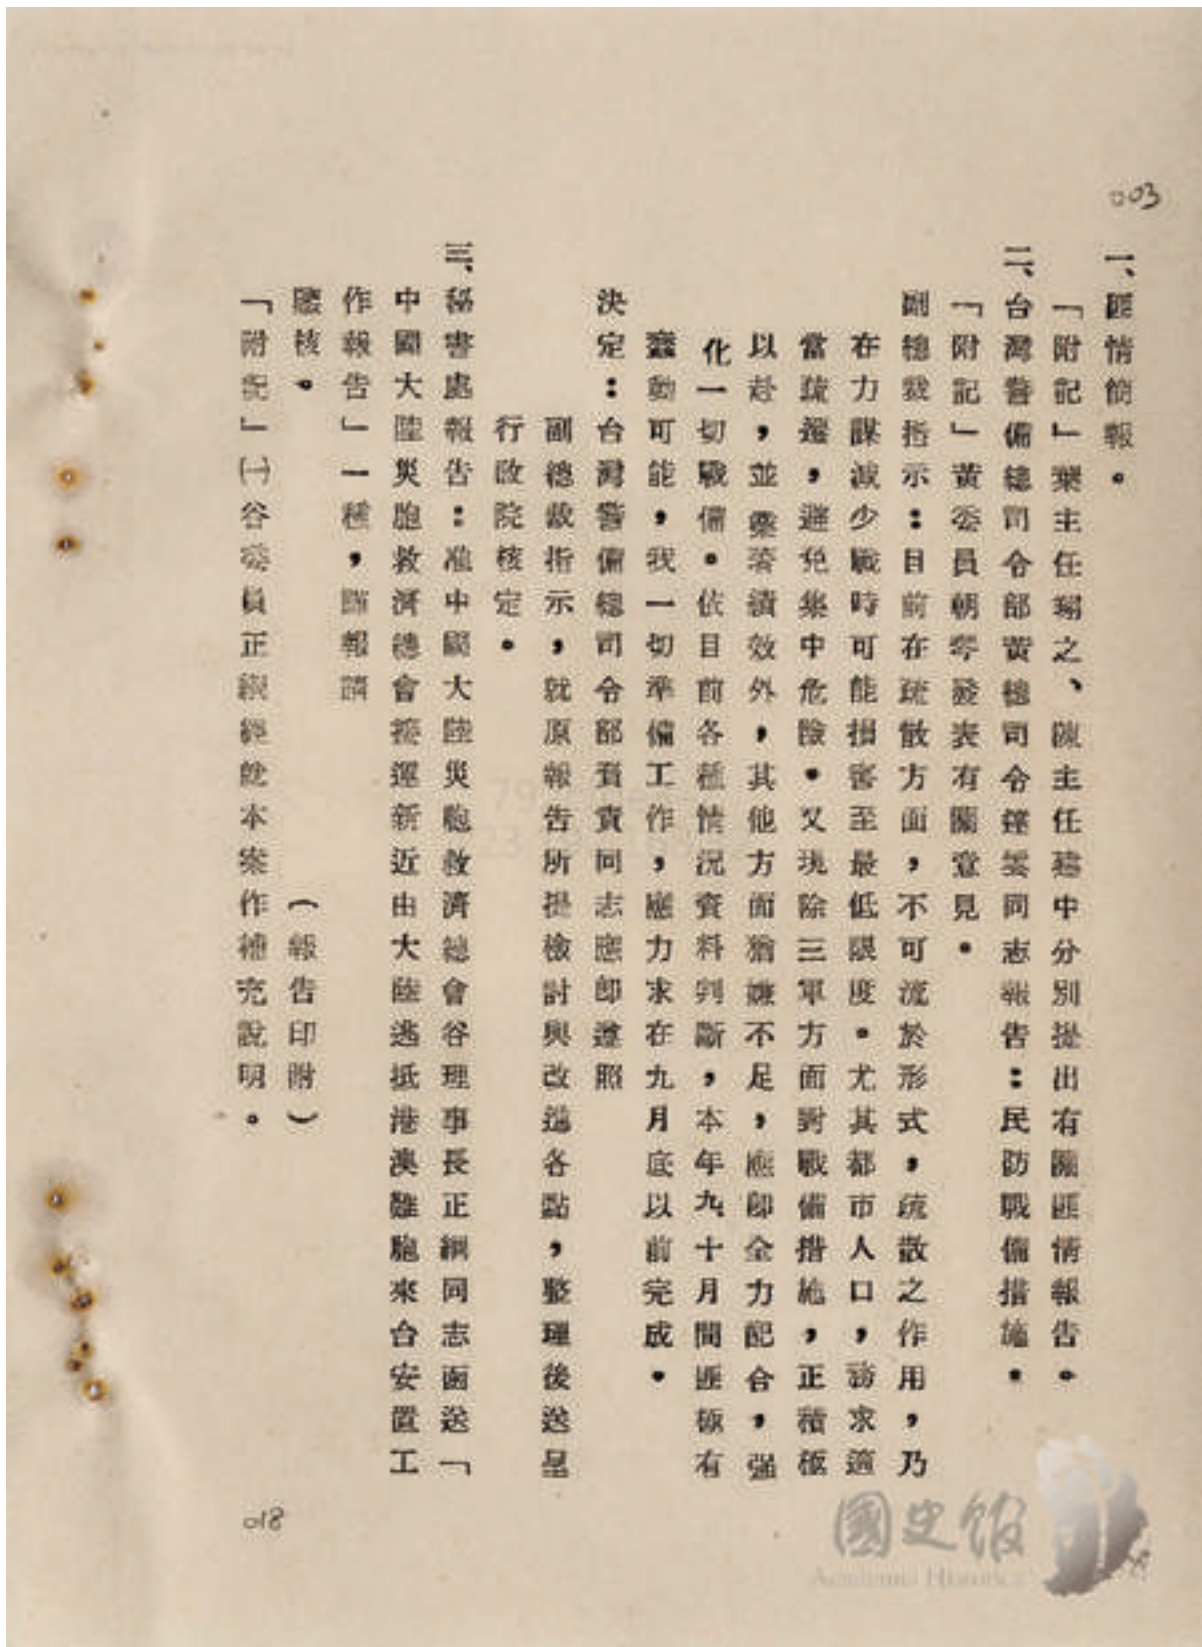 003
一、匪情簡報。
「附記」葉主任翔之、陳主任建中分別提出有關匪情報告。
二、台灣警備總司令部黃總司令鎮雲同志報告：民防戰備措施。
「附記」黃委員朝琴發表有關意見。
副總裁指示：目前在疏散方面，不可流於形式，疏散之作用，乃
在力謀減少戰時可能損害至最低限度。尤其都市人口，務求適
當疏遷，避免集中危險。又現除三軍方面對戰備措施，正積極
以赴，並蘗著績效外，其他方面猶嫌不足，應即全力配合，强
化一切戰備。依目前各種情況資料判斷，本年九十月間匪極有
蠢動可能，我一切準備工作，應力求在九月底以前完成。
決定：台灣警備總司令部負責同志應即遵照
副總裁指示，就原報告所提檢討與改進各點，整理後送呈
行政院核定。
三、秘書處報告：准中國大陸災胞救濟總會谷理事長正綱同志函送「
中國大陸災胞救濟總會接運新近由大陸逃抵港澳難胞來台安置工
作報告」一種，謹報請
鑒核。（報告印附）
「附記」㈠谷委員正綱經就本案作補充說明。
018
國史館
Academia Historica